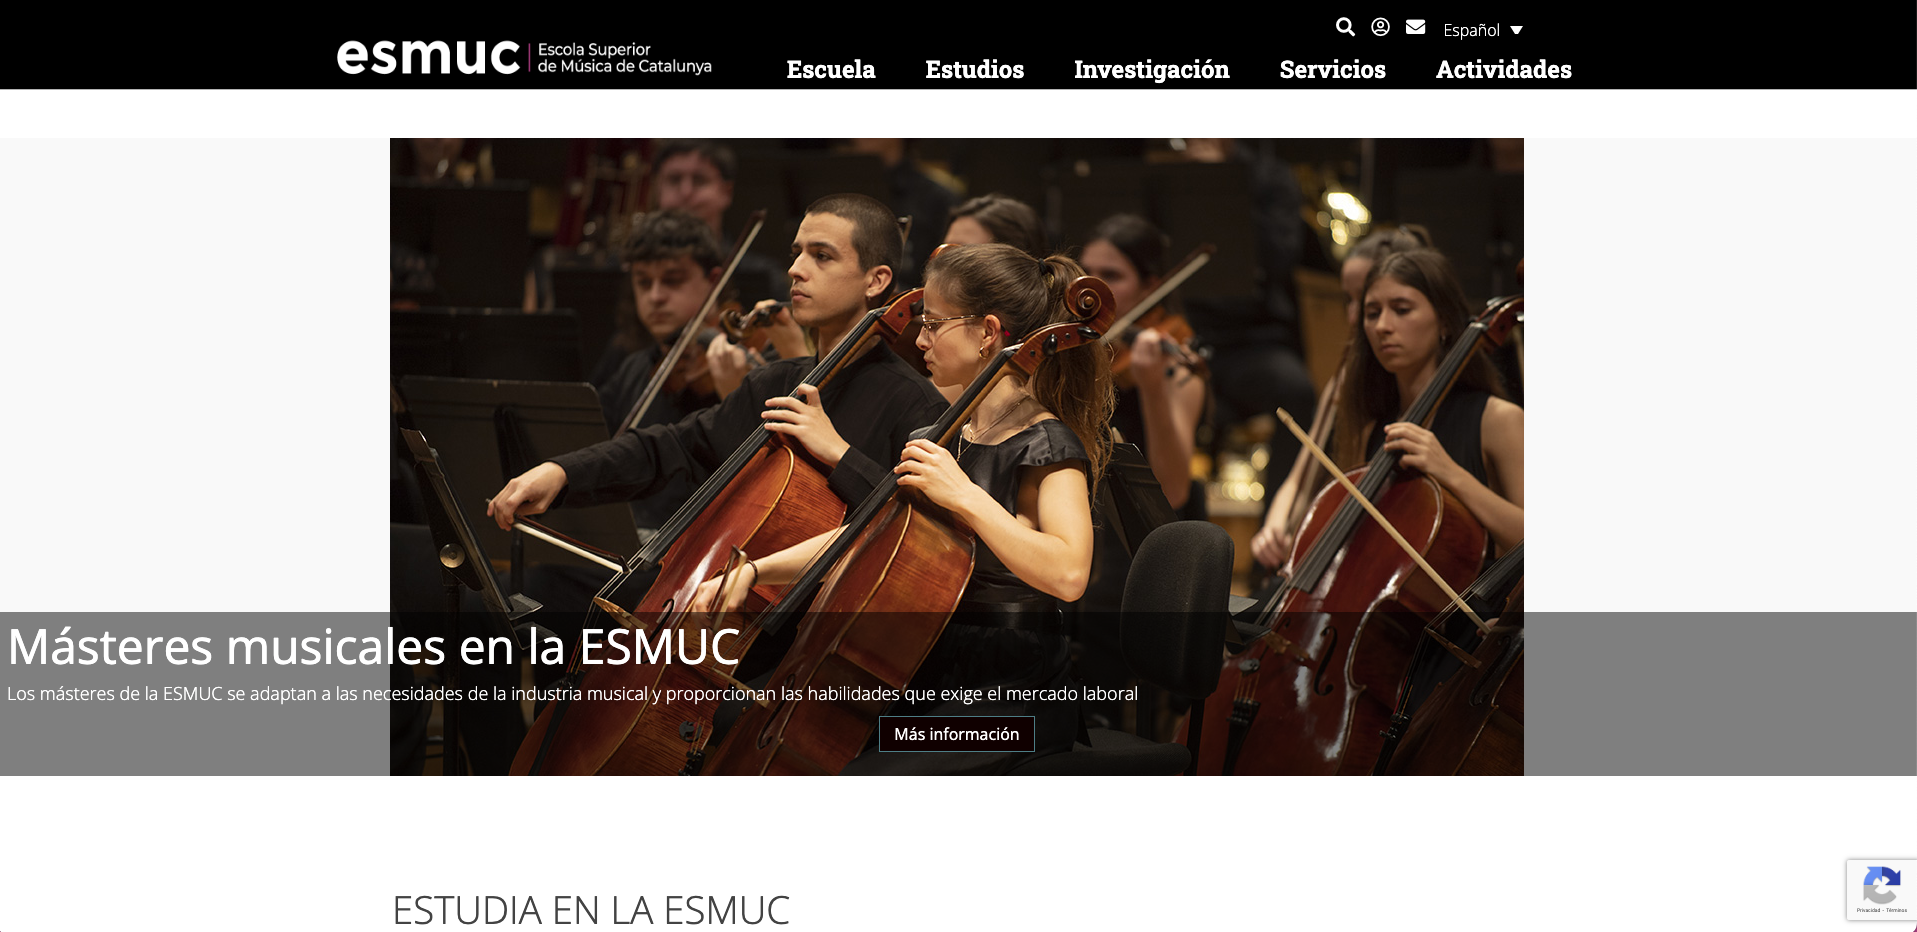 Español
esmuc
Escola Superior
de Música de Catalunya
Escuela
Estudios
Investigación
Servicios
Actividades
Másteres musicales en la ESMUC
Los másteres de la ESMUC se adaptan a las necesidades de la industria musical y proporcionan las habilidades que exige el mercado laboral
Más información
ESTUDIA EN LA ESMUC
Privacidad - Términos